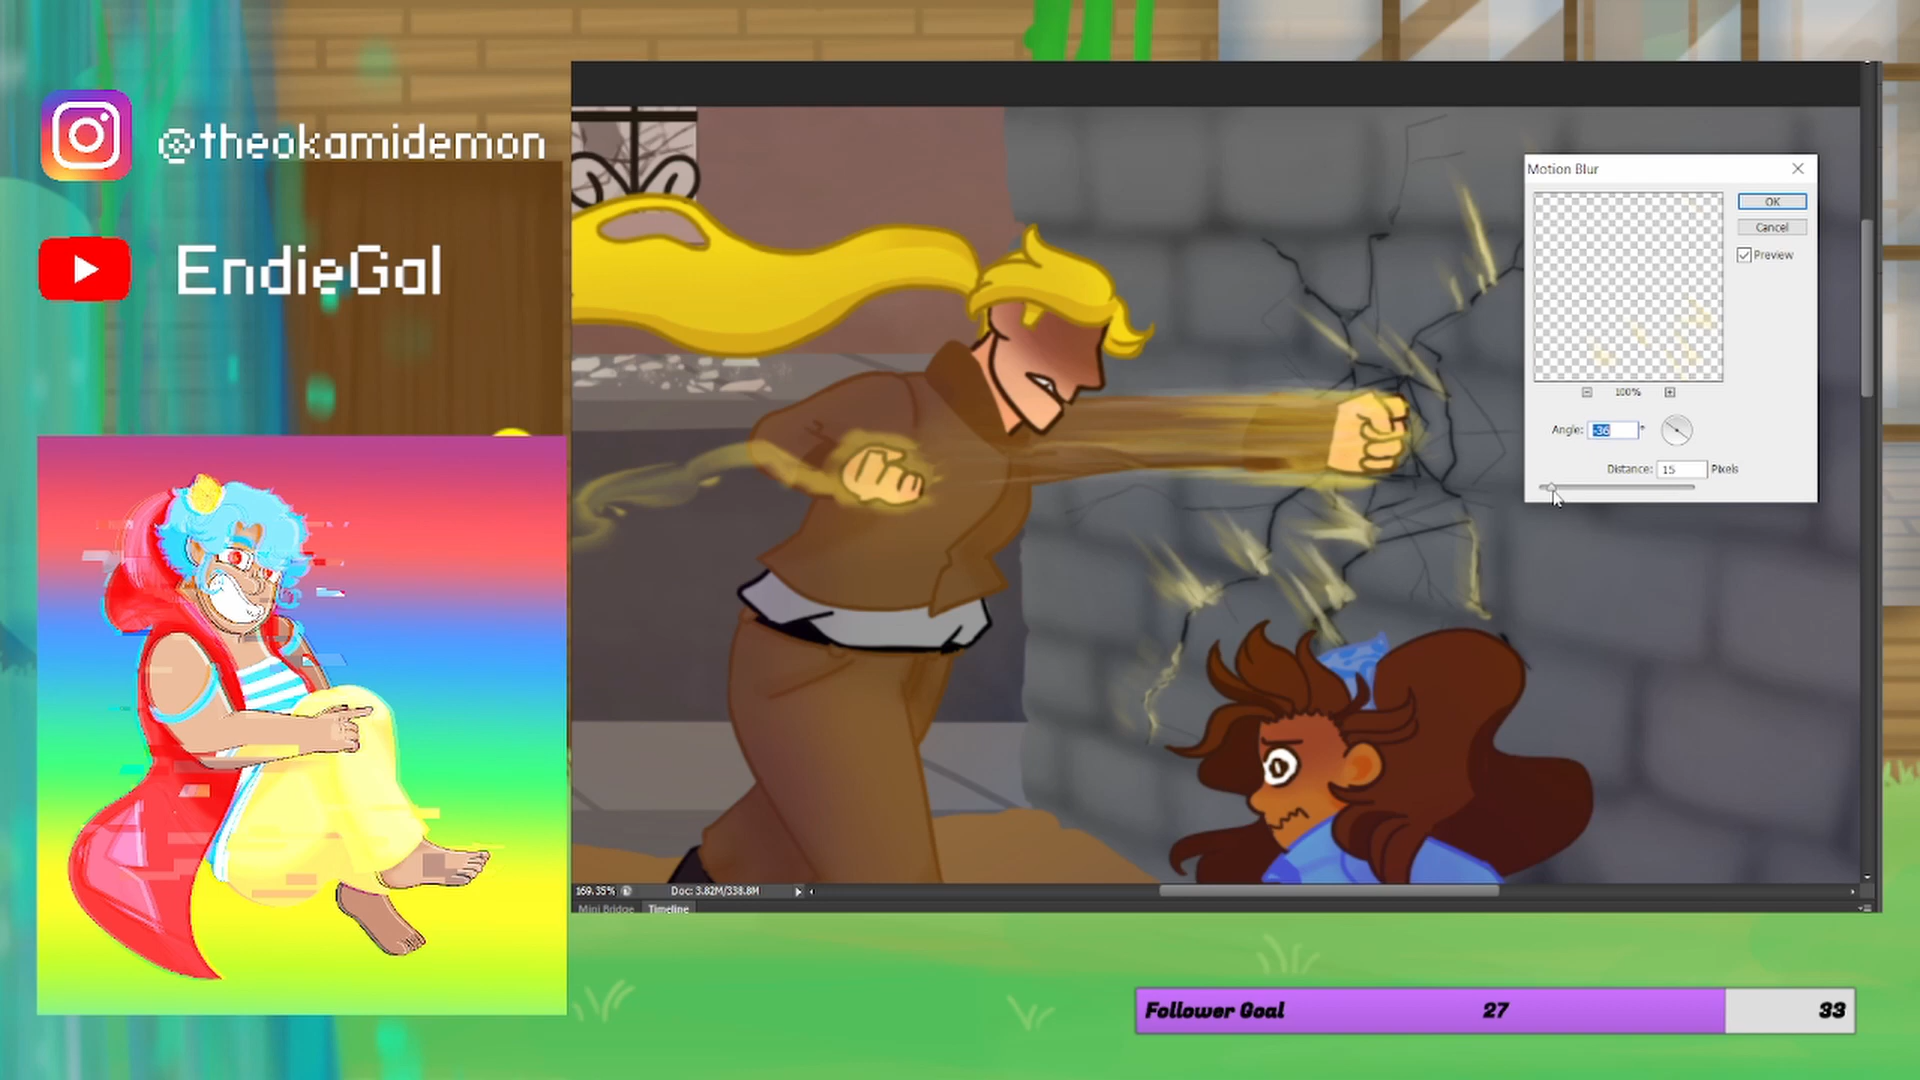 @theokamidemon
EndieGal
Motion Blur
OK
Cancel
Preview
100%
Angle: -36 °
Distance: 15 Pixels
169.35% Doc: 3.82M/338.8M
Mini Bridge Timeline
Follower Goal 27 33